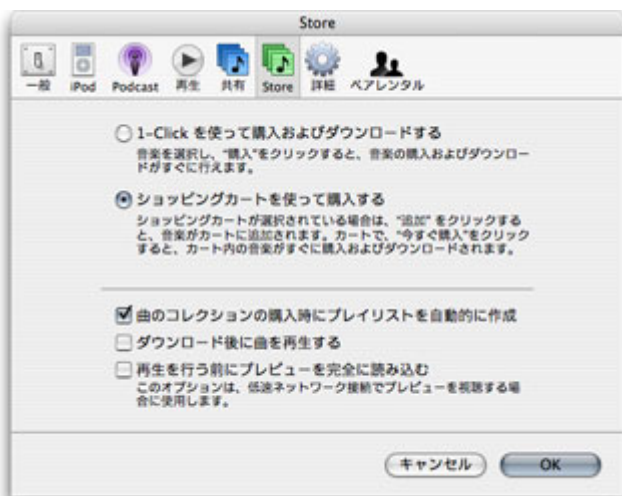 Store
一般 iPod Podcast 再生 共有 Store 詳細 ペアレンタル
1-Click を使って購入およびダウンロードする
音楽を選択し、“購入”をクリックすると、音楽の購入およびダウンロー
ドがすぐに行えます。
ショッピングカートを使って購入する
ショッピングカートが選択されている場合は、“追加” をクリックする
と、音楽がカートに追加されます。カートで、“今すぐ購入”をクリック
すると、カート内の音楽がすぐに購入およびダウンロードされます。
曲のコレクションの購入時にプレイリストを自動的に作成
ダウンロード後に曲を再生する
再生を行う前にプレビューを完全に読み込む
このオプションは、低速ネットワーク接続でプレビューを視聴する場
合に使用します。
キャンセル OK